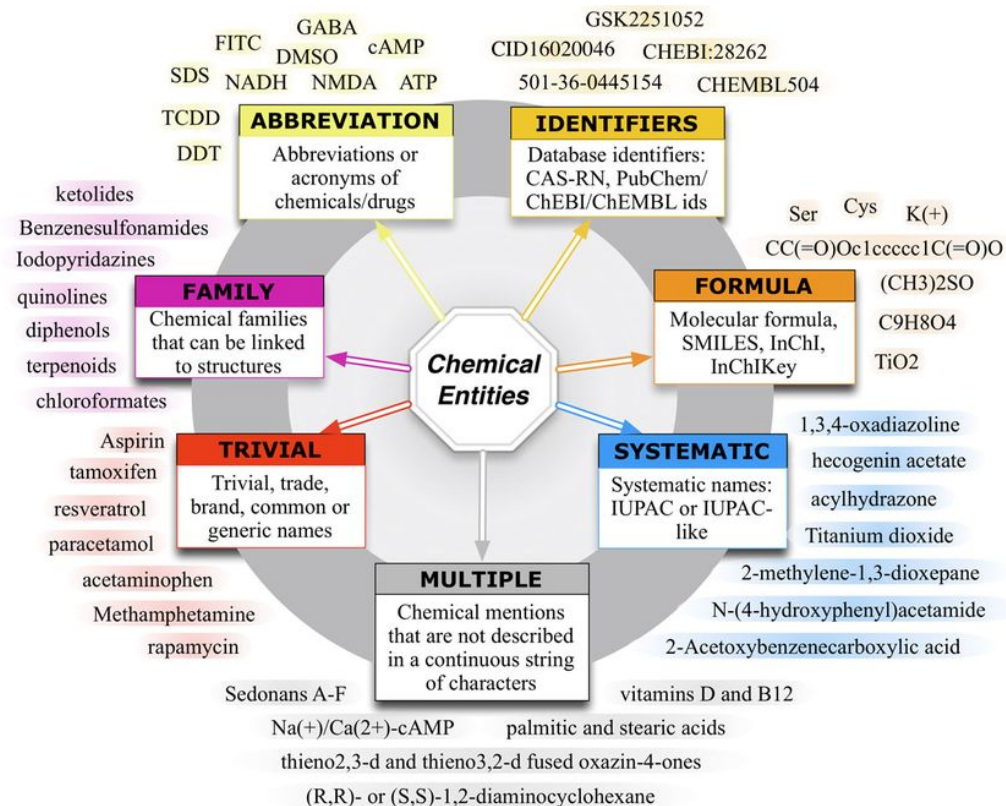 GABA
FITC
DMSO
cAMP
SDS
NADH
NMDA
ATP
TCDD
DDT
ABBREVIATION
Abbreviations or
acronyms of
chemicals/drugs
GSK2251052
CID16020046
CHEBI:28262
501-36-0445154
CHEMBL504
IDENTIFIERS
Database identifiers:
CAS-RN, PubChem/
ChEBI/ChEMBL ids
ketolides
Benzenesulfonamides
Iodopyridazines
quinolines
diphenols
terpenoids
chloroformates
FAMILY
Chemical families
that can be linked
to structures
Chemical
Entities
Ser
Cys
K(+)
CC(=O)Oc1ccccc1C(=O)O
(CH3)2SO
C9H8O4
TiO2
FORMULA
Molecular formula,
SMILES, InChI,
InChIKey
Aspirin
tamoxifen
resveratrol
paracetamol
acetaminophen
Methamphetamine
rapamycin
TRIVIAL
Trivial, trade,
brand, common or
generic names
SYSTEMATIC
Systematic names:
IUPAC or IUPAC-
like
1,3,4-oxadiazoline
hecogenin acetate
acylhydrazone
Titanium dioxide
2-methylene-1,3-dioxepane
N-(4-hydroxyphenyl)acetamide
2-Acetoxybenzenecarboxylic acid
MULTIPLE
Chemical mentions
that are not described
in a continuous string
of characters
Sedonans A-F
vitamins D and B12
Na(+)/Ca(2+)-cAMP
palmitic and stearic acids
thieno2,3-d and thieno3,2-d fused oxazin-4-ones
(R,R)- or (S,S)-1,2-diaminocyclohexane